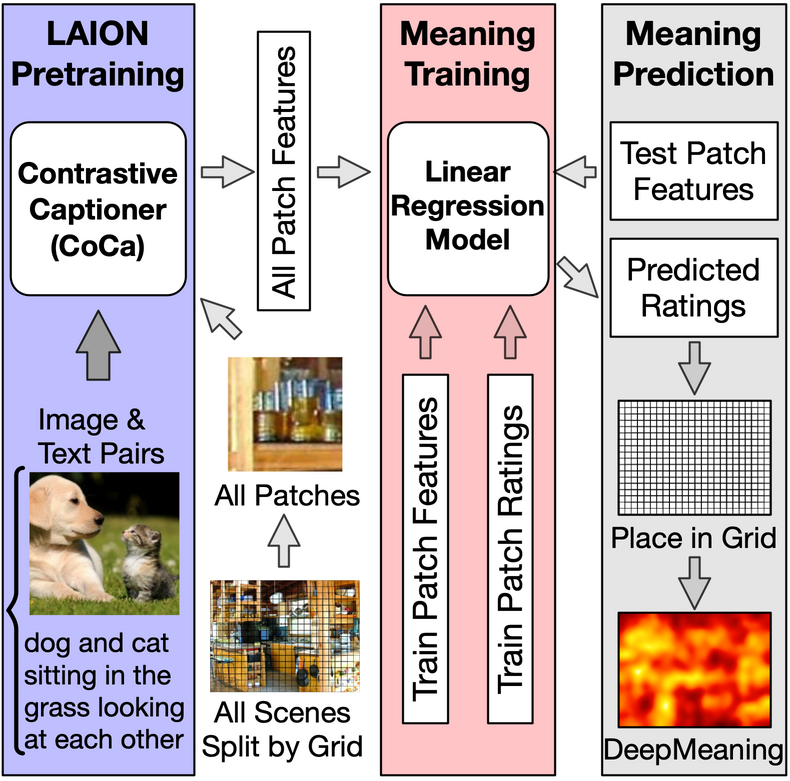 LAION
Pretraining
Contrastive
Captioner
(CoCa)
Image &
Text Pairs
dog and cat
sitting in the
grass looking
at each other
All Patch Features
All Patches
All Scenes
Split by Grid
Meaning
Training
Linear
Regression
Model
Train Patch Features
Train Patch Ratings
Meaning
Prediction
Test Patch
Features
Predicted
Ratings
Place in Grid
DeepMeaning